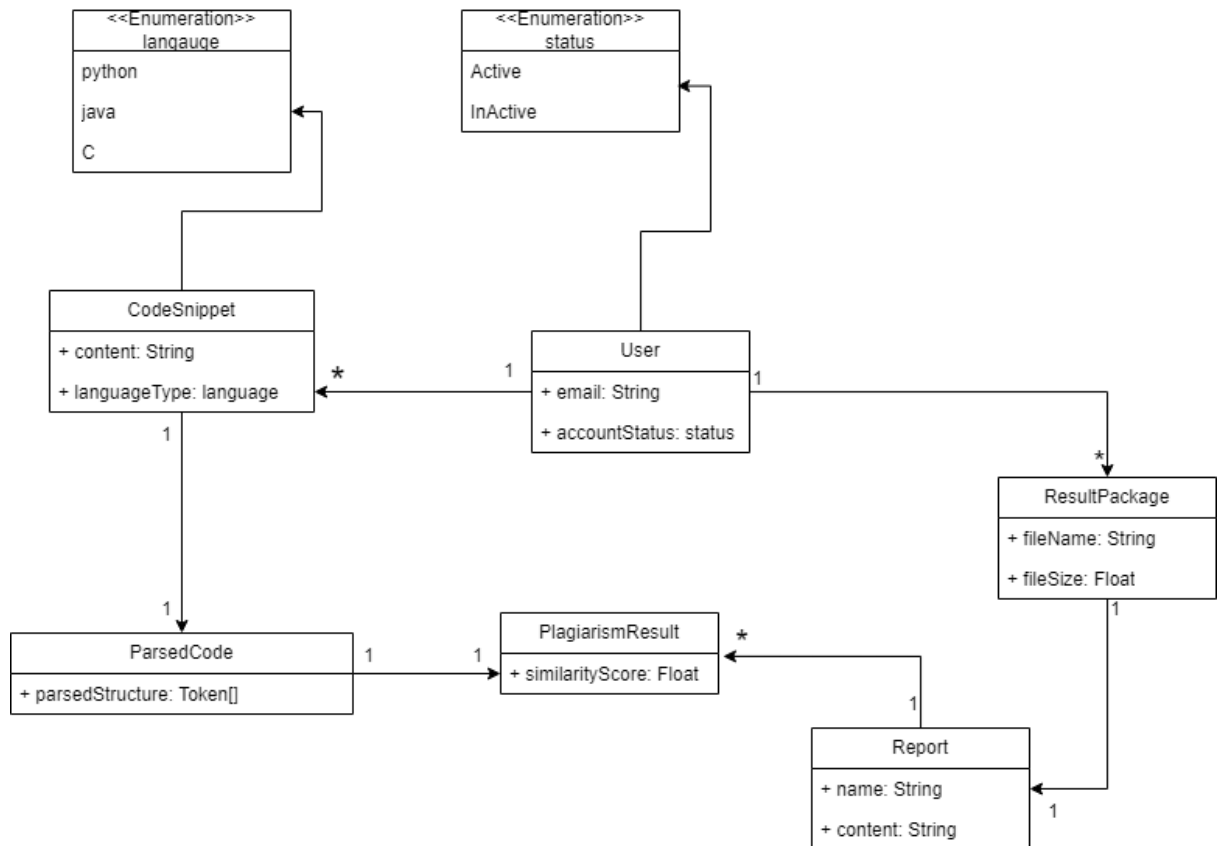 <<Enumeration>>
langauge
python
java
C
<<Enumeration>>
status
Active
InActive
CodeSnippet
+ content: String
+ languageType: language
*
1
User
+ email: String
+ accountStatus: status
1
*
1
1
ResultPackage
+ fileName: String
+ fileSize: Float
1
ParsedCode
+ parsedStructure: Token[]
1
1
PlagiarismResult
+ similarityScore: Float
*
1
Report
+ name: String
+ content: String
1